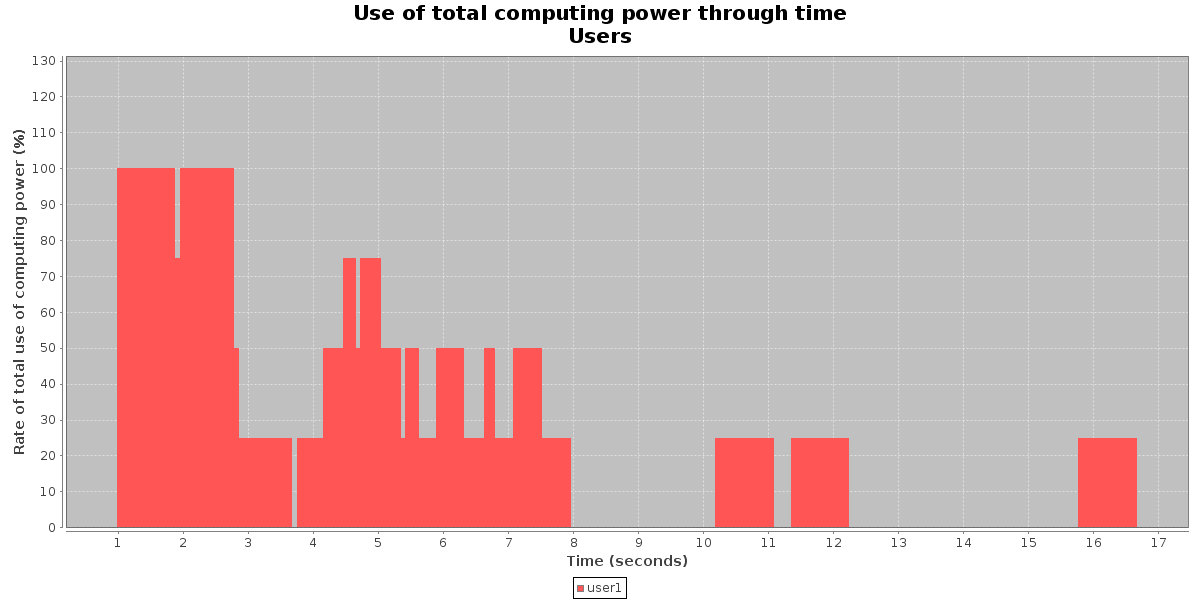 Use of total computing power through time
Users
Rate of total use of computing power (%)
130
120
110
100
90
80
70
60
50
40
30
20
10
0
1 2 3 4 5 6 7 8 9 10 11 12 13 14 15 16 17
Time (seconds)
user1